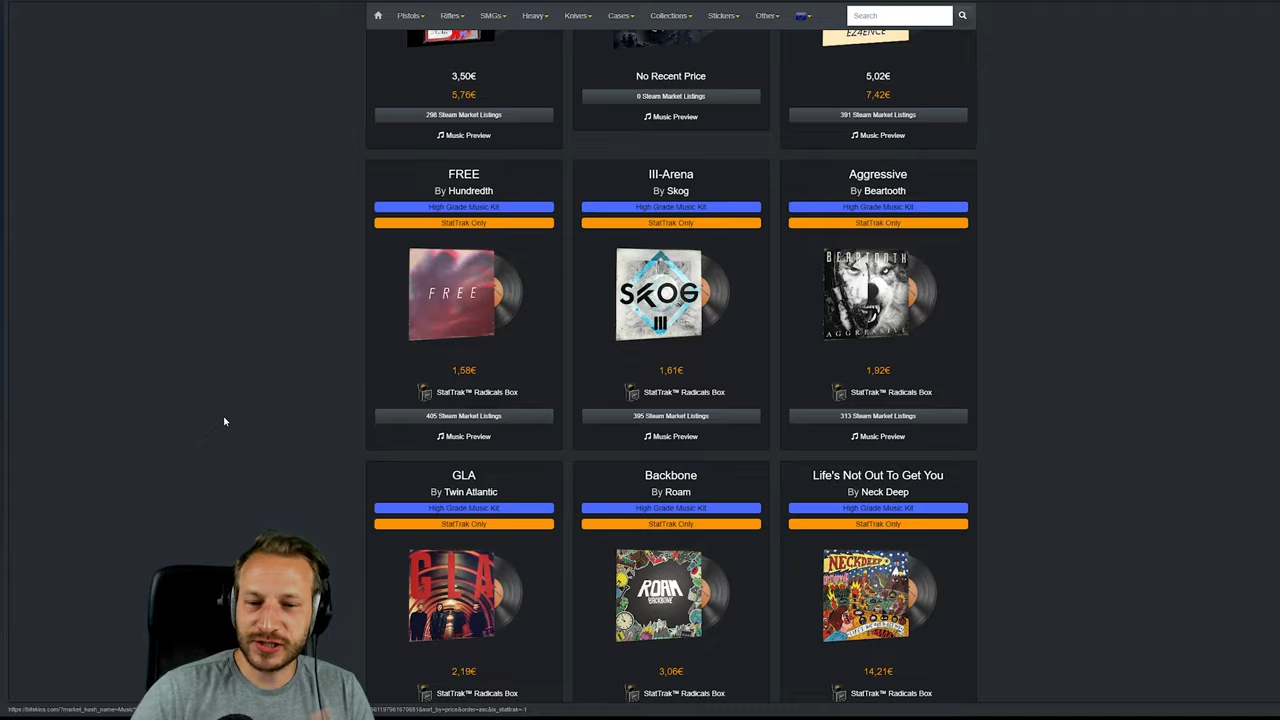 Pistols Rifles SMGs Heavy Knives Cases Collections Stickers Other Search
EZ4ENCE
3,50€ No Recent Price 5,02€
5,76€ 0 Steam Market Listings 7,42€
298 Steam Market Listings Music Preview 391 Steam Market Listings
Music Preview Music Preview
FREE III-Arena Aggressive
By Hundredth By Skog By Beartooth
High Grade Music Kit High Grade Music Kit High Grade Music Kit
StatTrak Only StatTrak Only StatTrak Only
FREE SKOG III BEARTOOTH AGGRESSIVE
1,58€ 1,61€ 1,92€
StatTrak™ Radicals Box StatTrak™ Radicals Box StatTrak™ Radicals Box
405 Steam Market Listings 395 Steam Market Listings 313 Steam Market Listings
Music Preview Music Preview Music Preview
GLA Backbone Life's Not Out To Get You
By Twin Atlantic By Roam By Neck Deep
High Grade Music Kit High Grade Music Kit High Grade Music Kit
StatTrak Only StatTrak Only StatTrak Only
GLA ROAM BACKBONE NECK DEEP
2,19€ 3,06€ 14,21€
StatTrak™ Radicals Box StatTrak™ Radicals Box StatTrak™ Radicals Box